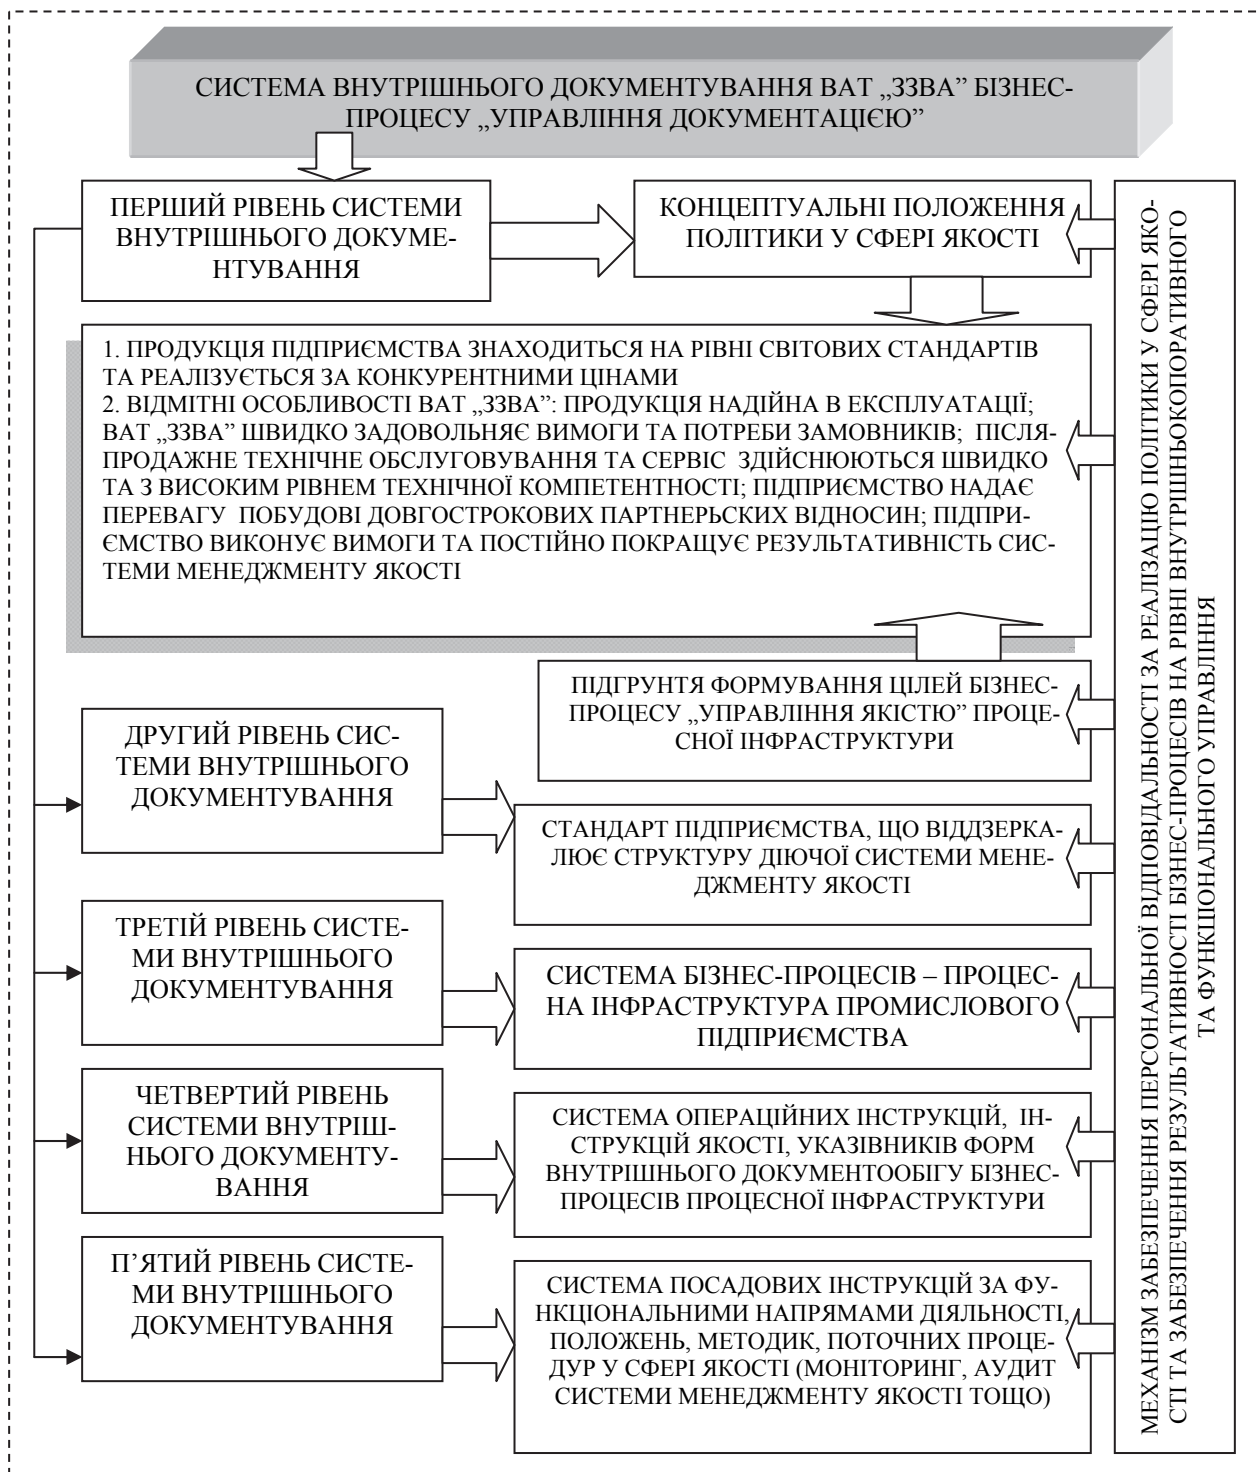 СИСТЕМА ВНУТРІШНЬОГО ДОКУМЕНТУВАННЯ ВАТ „ЗЗВА” БІЗНЕС-
ПРОЦЕСУ „УПРАВЛІННЯ ДОКУМЕНТАЦІЄЮ”
ПЕРШИЙ РІВЕНЬ СИСТЕМИ
ВНУТРІШНЬОГО ДОКУМЕ-
НТУВАННЯ
КОНЦЕПТУАЛЬНІ ПОЛОЖЕННЯ
ПОЛІТИКИ У СФЕРІ ЯКОСТІ
1. ПРОДУКЦІЯ ПІДПРИЄМСТВА ЗНАХОДИТЬСЯ НА РІВНІ СВІТОВИХ СТАНДАРТІВ
ТА РЕАЛІЗУЄТЬСЯ ЗА КОНКУРЕНТНИМИ ЦІНАМИ
2. ВІДМІТНІ ОСОБЛИВОСТІ ВАТ „ЗЗВА”: ПРОДУКЦІЯ НАДІЙНА В ЕКСПЛУАТАЦІЇ;
ВАТ „ЗЗВА” ШВИДКО ЗАДОВОЛЬНЯЄ ВИМОГИ ТА ПОТРЕБИ ЗАМОВНИКІВ; ПІСЛЯ-
ПРОДАЖНЕ ТЕХНІЧНЕ ОБСЛУГОВУВАННЯ ТА СЕРВІС ЗДІЙСНЮЮТЬСЯ ШВИДКО
ТА З ВИСОКИМ РІВНЕМ ТЕХНІЧНОЇ КОМПЕТЕНТНОСТІ; ПІДПРИЄМСТВО НАДАЄ
ПЕРЕВАГУ ПОБУДОВІ ДОВГОСТРОКОВИХ ПАРТНЕРЬСКИХ ВІДНОСИН; ПІДПРИ-
ЄМСТВО ВИКОНУЄ ВИМОГИ ТА ПОСТІЙНО ПОКРАЩУЄ РЕЗУЛЬТАТИВНІСТЬ СИС-
ТЕМИ МЕНЕДЖМЕНТУ ЯКОСТІ
ПІДГРУНТЯ ФОРМУВАННЯ ЦІЛЕЙ БІЗНЕС-
ПРОЦЕСУ „УПРАВЛІННЯ ЯКІСТЮ” ПРОЦЕ-
СНОЇ ІНФРАСТРУКТУРИ
ДРУГИЙ РІВЕНЬ СИС-
ТЕМИ ВНУТРІШНЬОГО
ДОКУМЕНТУВАННЯ
СТАНДАРТ ПІДПРИЄМСТВА, ЩО ВІДДЗЕРКА-
ЛЮЄ СТРУКТУРУ ДІЮЧОЇ СИСТЕМИ МЕНЕ-
ДЖМЕНТУ ЯКОСТІ
ТРЕТІЙ РІВЕНЬ СИСТЕ-
МИ ВНУТРІШНЬОГО
ДОКУМЕНТУВАННЯ
СИСТЕМА БІЗНЕС-ПРОЦЕСІВ – ПРОЦЕС-
НА ІНФРАСТРУКТУРА ПРОМИСЛОВОГО
ПІДПРИЄМСТВА
ЧЕТВЕРТИЙ РІВЕНЬ
СИСТЕМИ ВНУТРІШ-
НЬОГО ДОКУМЕНТУ-
ВАННЯ
СИСТЕМА ОПЕРАЦІЙНИХ ІНСТРУКЦІЙ, ІН-
СТРУКЦІЙ ЯКОСТІ, УКАЗІВНИКІВ ФОРМ
ВНУТРІШНЬОГО ДОКУМЕНТООБІГУ БІЗНЕС-
ПРОЦЕСІВ ПРОЦЕСНОЇ ІНФРАСТРУКТУРИ
П’ЯТИЙ РІВЕНЬ СИСТЕ-
МИ ВНУТРІШНЬОГО
ДОКУМЕНТУВАННЯ
СИСТЕМА ПОСАДОВИХ ІНСТРУКЦІЙ ЗА ФУ-
НКЦІОНАЛЬНИМИ НАПРЯМАМИ ДІЯЛЬНОСТІ,
ПОЛОЖЕНЬ, МЕТОДИК, ПОТОЧНИХ ПРОЦЕ-
ДУР У СФЕРІ ЯКОСТІ (МОНІТОРИНГ, АУДИТ
СИСТЕМИ МЕНЕДЖМЕНТУ ЯКОСТІ ТОЩО)
МЕХАНІЗМ ЗАБЕЗПЕЧЕННЯ ПЕРСОНАЛЬНОЇ ВІДПОВІДАЛЬНОСТІ ЗА РЕАЛІЗАЦІЮ ПОЛІТИКИ У СФЕРІ ЯКО-
СТІ ТА ЗАБЕЗПЕЧЕННЯ РЕЗУЛЬТАТИВНОСТІ БІЗНЕС-ПРОЦЕСІВ НА РІВНІ ВНУТРІШНЬОКОПОРАТИВНОГО
ТА ФУНКЦІОНАЛЬНОГО УПРАВЛІННЯ